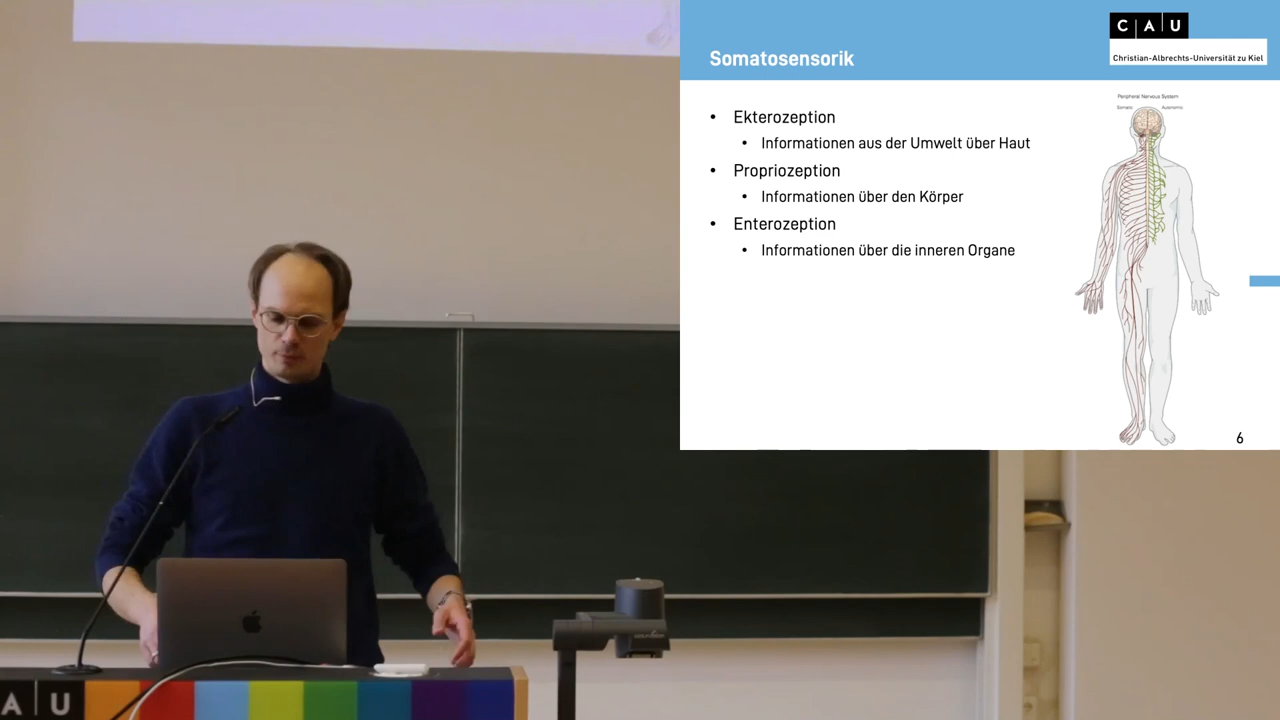 Somatosensorik
C A U
Christian-Albrechts-Universität zu Kiel
• Ekterozeption
• Informationen aus der Umwelt über Haut
• Propriozeption
• Informationen über den Körper
• Enterozeption
• Informationen über die inneren Organe
Peripheral Nervous System
Somatic Autonomic
6
A U